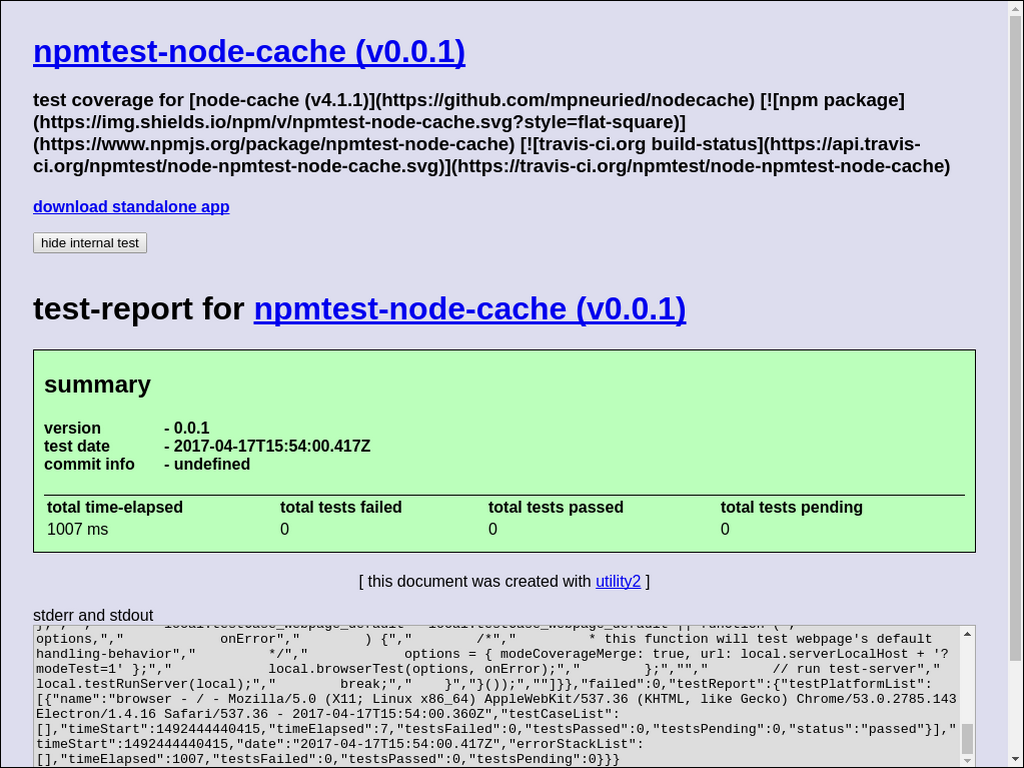 npmtest-node-cache (v0.0.1)
test coverage for [node-cache (v4.1.1)](https://github.com/mpneuried/nodecache) [![npm package]
(https://img.shields.io/npm/v/npmtest-node-cache.svg?style=flat-square)]
(https://www.npmjs.org/package/npmtest-node-cache) [![travis-ci.org build-status](https://api.travis-
ci.org/npmtest/node-npmtest-node-cache.svg)](https://travis-ci.org/npmtest/node-npmtest-node-cache)
download standalone app
hide internal test
test-report for npmtest-node-cache (v0.0.1)
summary
version - 0.0.1
test date - 2017-04-17T15:54:00.417Z
commit info - undefined
total time-elapsed total tests failed total tests passed total tests pending
1007 ms 0 0 0
[ this document was created with utility2 ]
stderr and stdout
options,","            onError","        ) {","        /*","         * this function will test webpage's default
handling-behavior","         */","            options = { modeCoverageMerge: true, url: local.serverLocalHost + '?
modeTest=1' };","            local.browserTest(options, onError);","        };","","        // run test-server","
local.testRunServer(local);","        break;","    }","}());",""]}},"failed":0,"testReport":{"testPlatformList":
[{"name":"browser - / - Mozilla/5.0 (X11; Linux x86_64) AppleWebKit/537.36 (KHTML, like Gecko) Chrome/53.0.2785.143
Electron/1.4.16 Safari/537.36 - 2017-04-17T15:54:00.360Z","testCaseList":
[],"timeStart":1492444440415,"timeElapsed":7,"testsFailed":0,"testsPassed":0,"testsPending":0,"status":"passed"}],"
timeStart":1492444440415,"date":"2017-04-17T15:54:00.417Z","errorStackList":
[],"timeElapsed":1007,"testsFailed":0,"testsPassed":0,"testsPending":0}}}